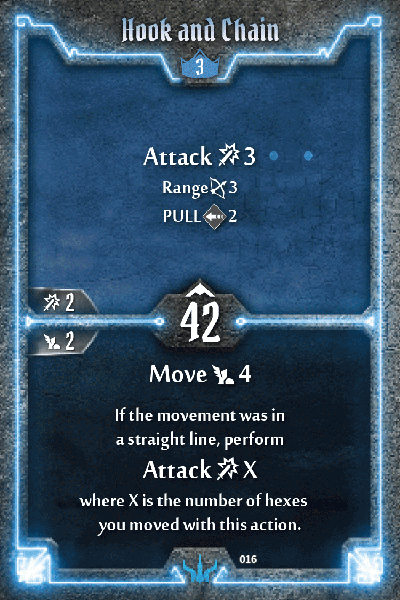 Hook and Chain
3
Attack 3
Range 3
PULL 2
2
42
2
Move 4
If the movement was in
a straight line, perform
Attack X
where X is the number of hexes
you moved with this action.
016